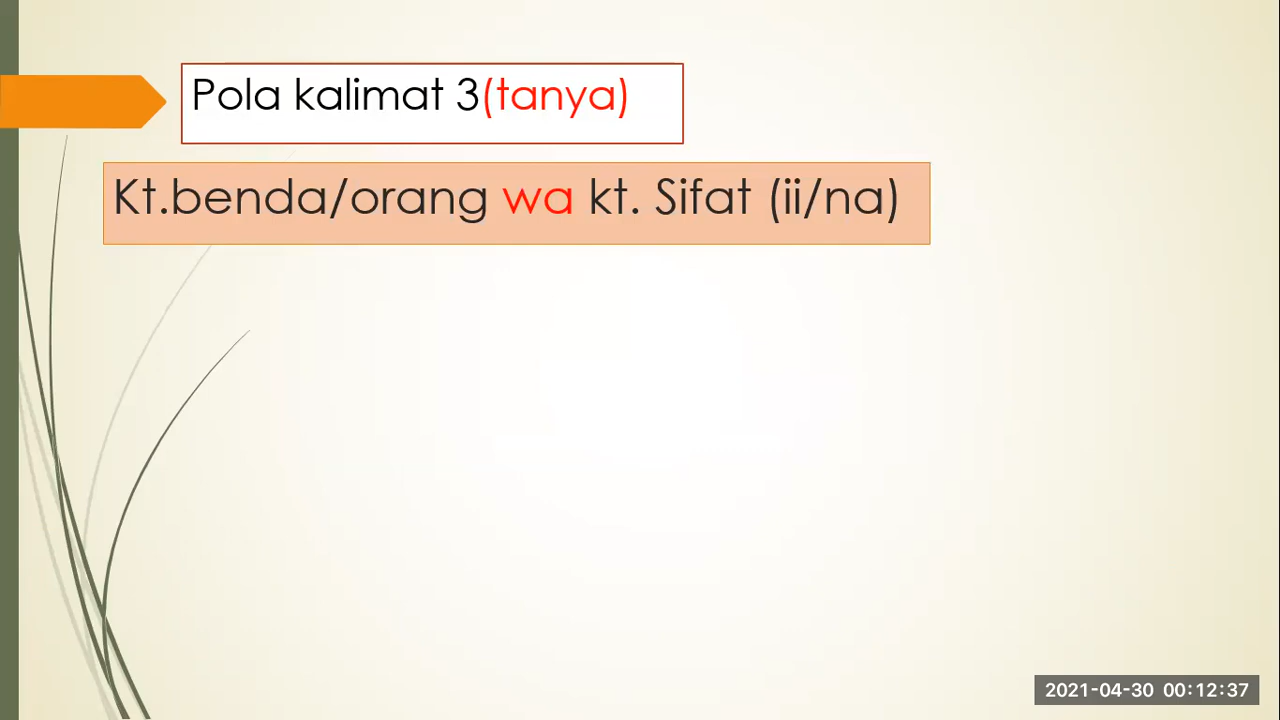 Pola kalimat 3(tanya)
Kt.benda/orang wa kt. Sifat (ii/na)
2021-04-30 00:12:37